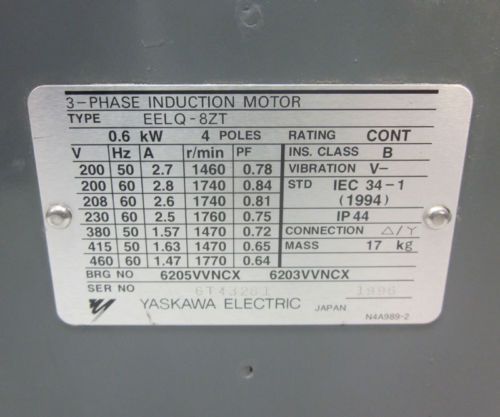 3-PHASE INDUCTION MOTOR
TYPE EELQ-8ZT
0.6 kW 4 POLES RATING CONT
V Hz A r/min PF INS. CLASS B
200 50 2.7 1460 0.78 VIBRATION V-
200 60 2.8 1740 0.84 STD IEC 34-1
208 60 2.6 1740 0.81 (1994)
230 60 2.5 1760 0.75 IP44
380 50 1.57 1470 0.72 CONNECTION △/Y
415 50 1.63 1470 0.65 MASS 17 kg
460 60 1.47 1770 0.64
BRG NO 6205VVNCX 6203VVNCX
SER NO 1996
YASKAWA ELECTRIC JAPAN N4A989-2